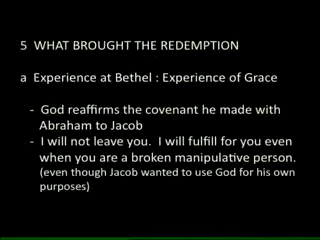 5 WHAT BROUGHT THE REDEMPTION
a Experience at Bethel : Experience of Grace
- God reaffirms the covenant he made with
Abraham to Jacob
- I will not leave you. I will fulfill for you even
when you are a broken manipulative person.
(even though Jacob wanted to use God for his own
purposes)